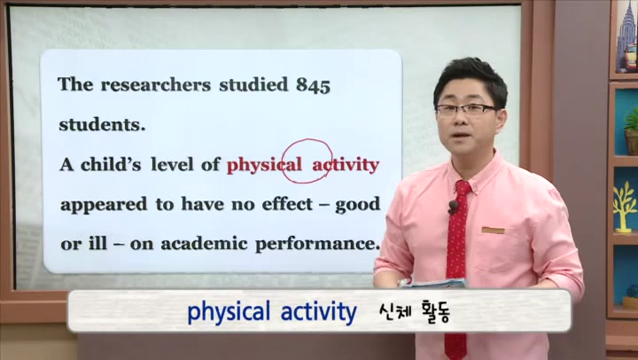 The researchers studied 845
students.
A child's level of physical activity
appeared to have no effect – good
or ill – on academic performance.
physical activity 신체 활동